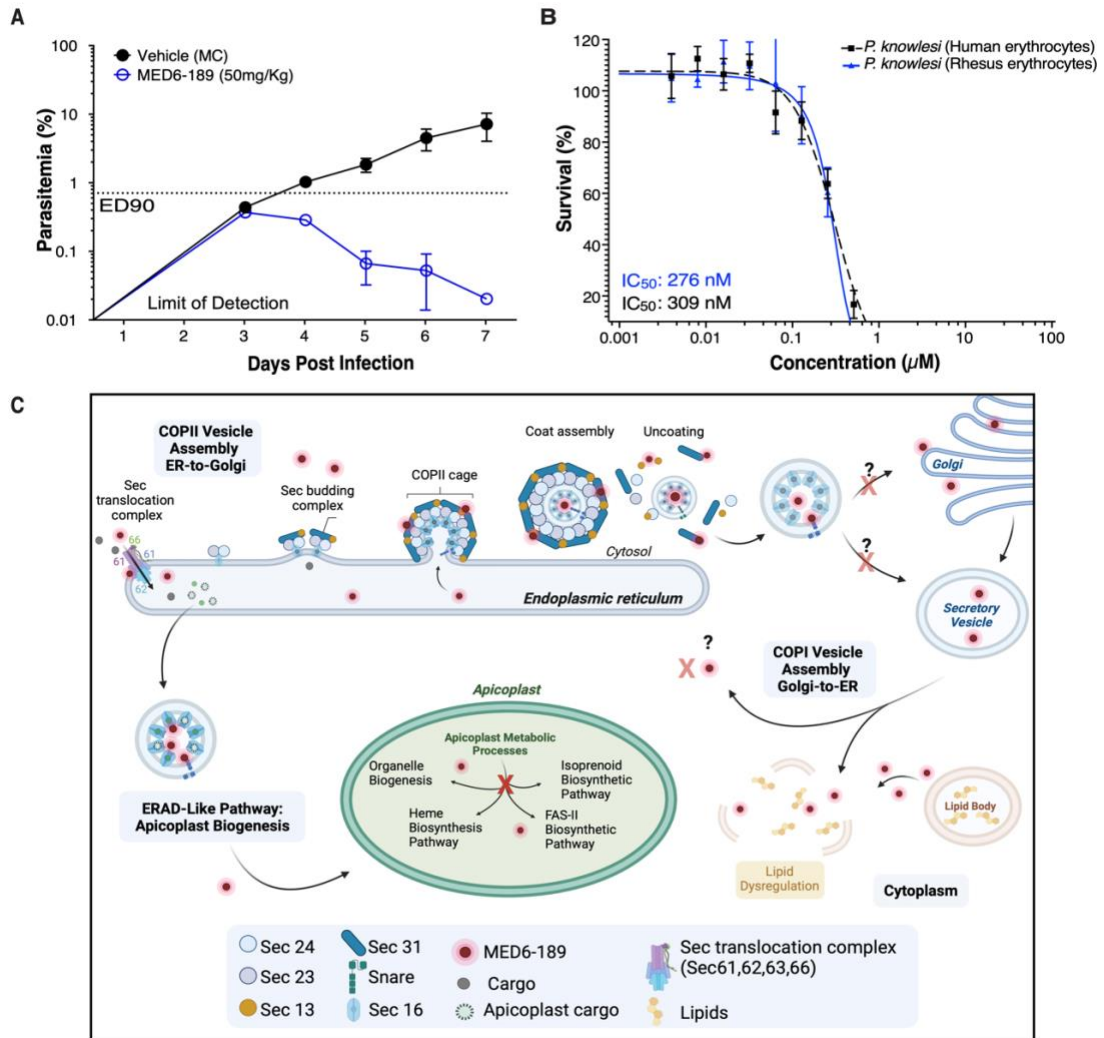 A
Parasitemia (%)
100
10
1
0.1
0.01
Vehicle (MC)
MED6-189 (50mg/Kg)
ED90
Limit of Detection
1 2 3 4 5 6 7
Days Post Infection
B
Survival (%)
120
100
80
60
40
20
P. knowlesi (Human erythrocytes)
P. knowlesi (Rhesus erythrocytes)
IC50: 276 nM
IC50: 309 nM
0.001 0.01 0.1 1 10 100
Concentration (µM)
C
COPII Vesicle
Assembly
ER-to-Golgi
Sec
translocation
complex
66
61
61
62
Sec budding
complex
COPII cage
Coat assembly
Uncoating
Cytosol
Endoplasmic reticulum
?
X
?
X
Golgi
Secretory
Vesicle
COPI Vesicle
Assembly
Golgi-to-ER
?
X
ERAD-Like Pathway:
Apicoplast Biogenesis
Apicoplast
Apicoplast Metabolic
Processes
Organelle
Biogenesis
Isoprenoid
Biosynthetic
Pathway
X
Heme
Biosynthesis
Pathway
FAS-II
Biosynthetic
Pathway
Lipid Body
Lipid
Dysregulation
Cytoplasm
Sec 24
Sec 23
Sec 13
Sec 31
Snare
Sec 16
MED6-189
Cargo
Apicoplast cargo
Sec translocation complex
(Sec61,62,63,66)
Lipids